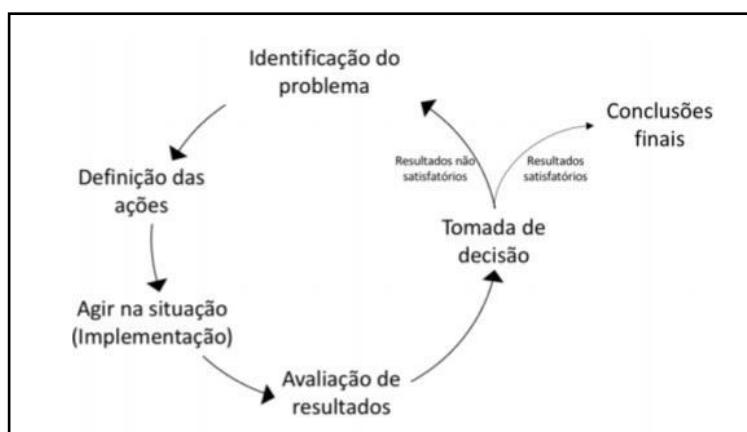 Identificação do
problema
Definição das
ações
Agir na situação
(Implementação)
Avaliação de
resultados
Tomada de
decisão
Resultados não
satisfatórios
Resultados
satisfatórios
Conclusões
finais